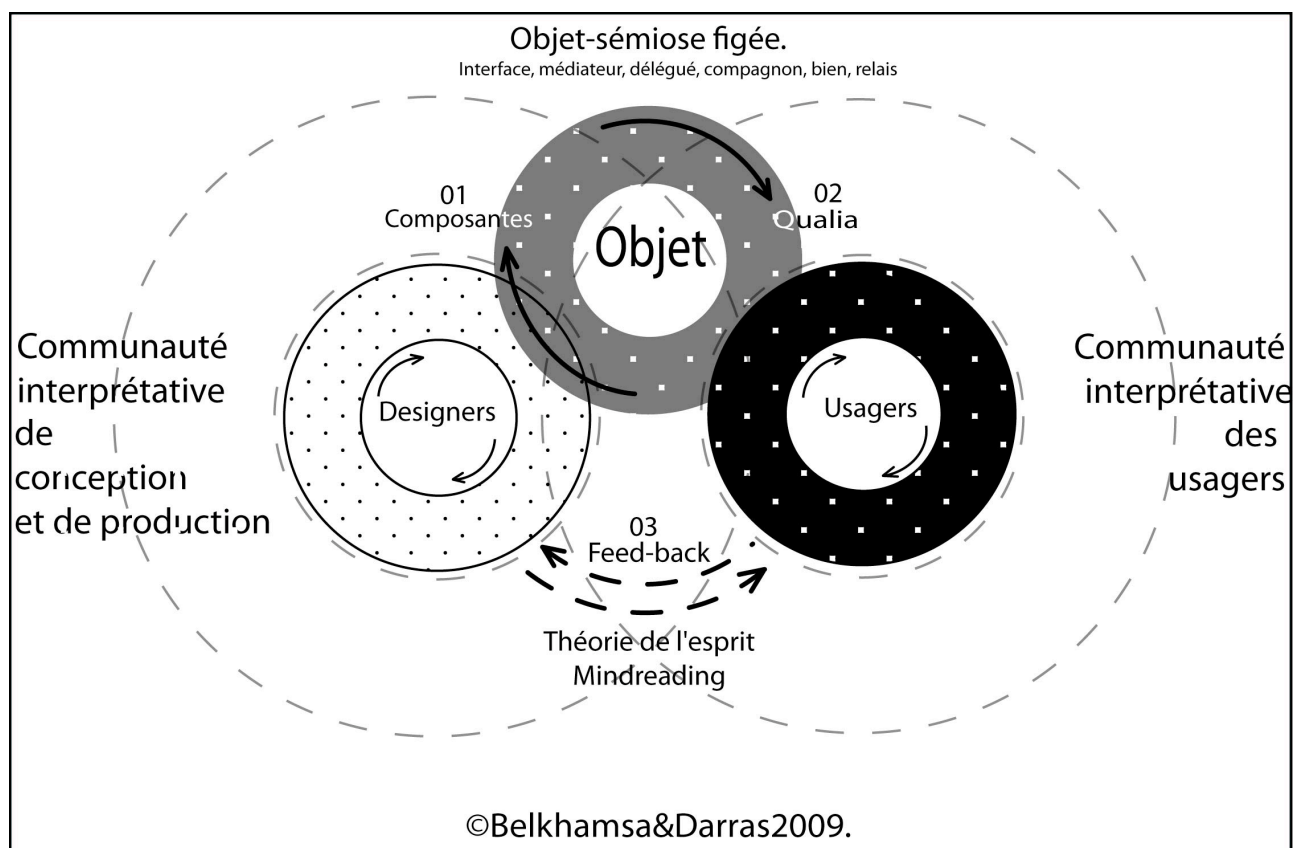 Objet-sémiose figée.
Interface, médiateur, délégué, compagnon, bien, relais
01
Composantes
02
Qualia
Objet
Communauté
interprétative
de
conception
et de production
Designers
Usagers
Communauté
interprétative
des
usagers
03
Feed-back
Théorie de l'esprit
Mindreading
©Belkhamsa&Darras2009.